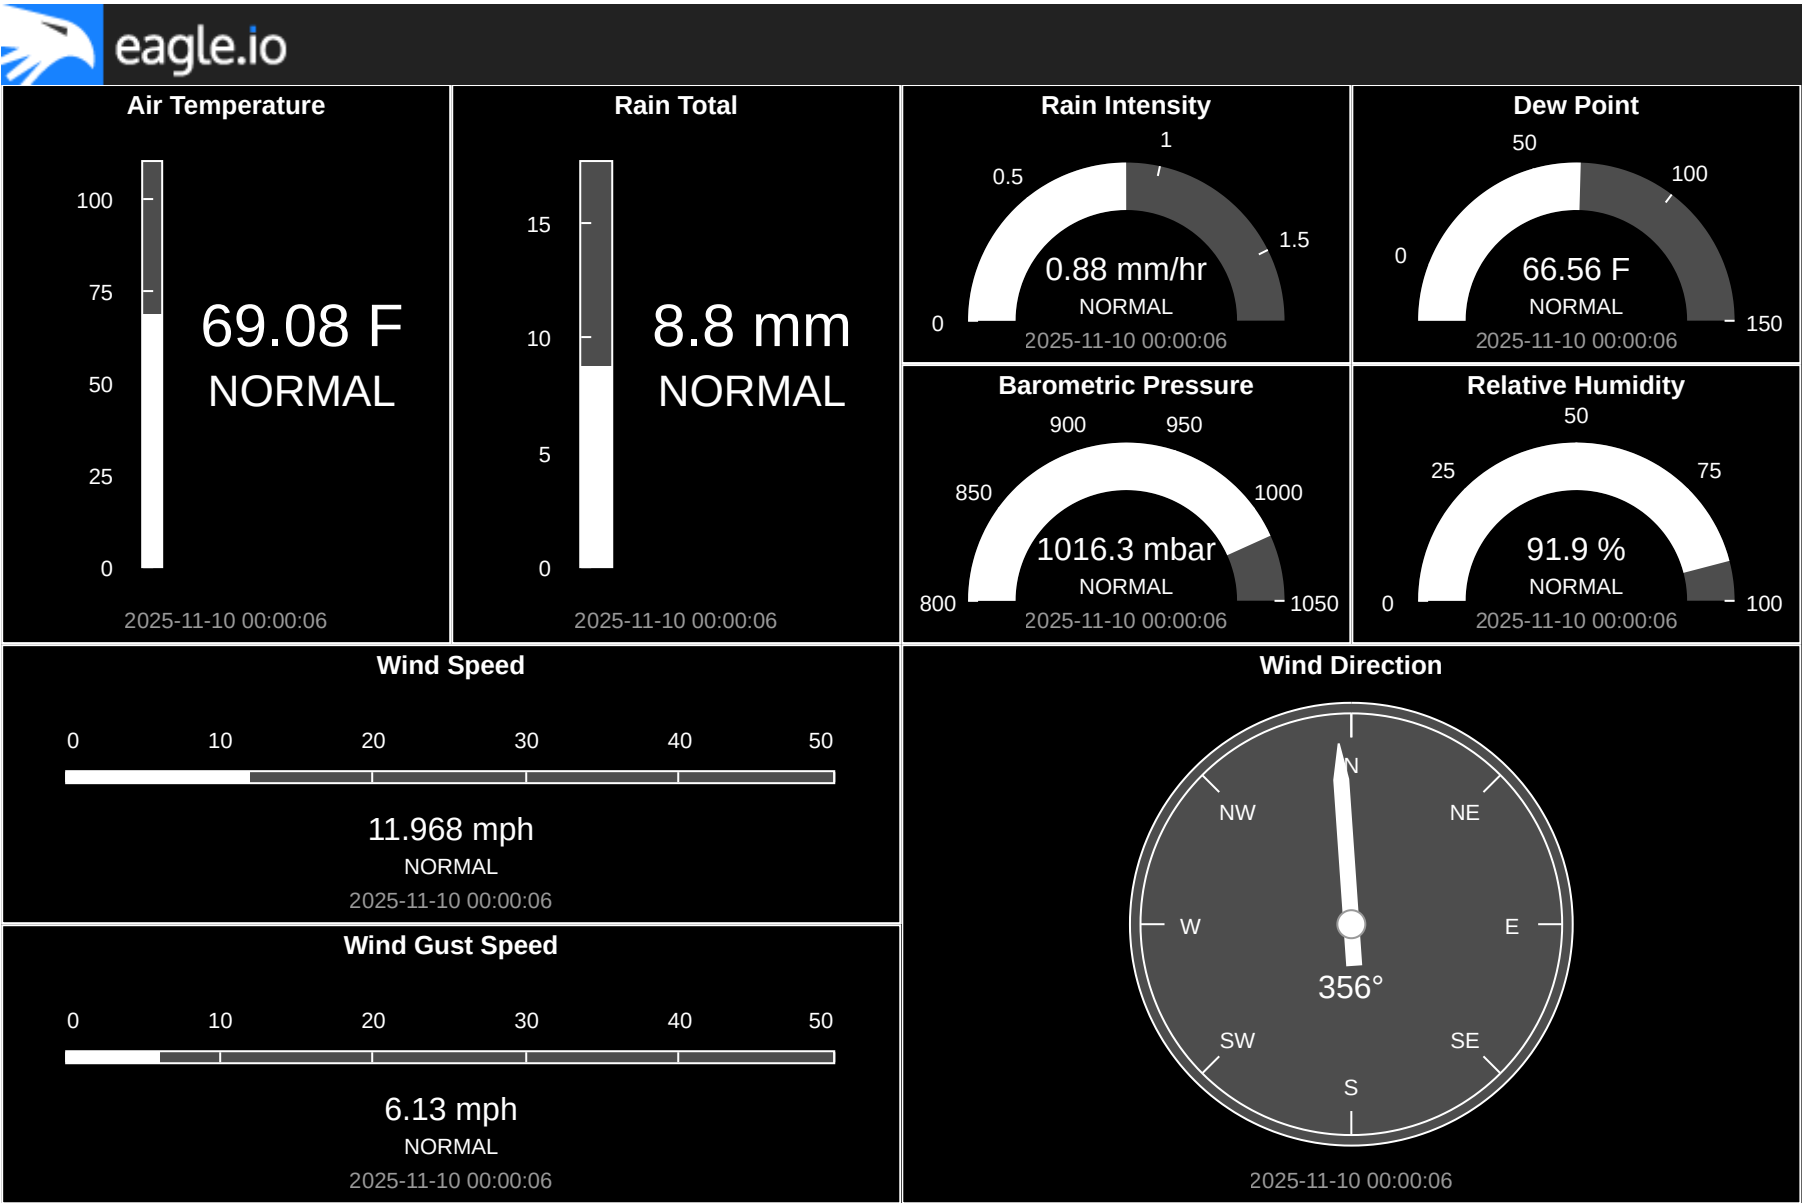 eagle.io
Air Temperature
100
75
50
25
0
69.08 F
NORMAL
2025-11-10 00:00:06
Rain Total
15
10
5
0
8.8 mm
NORMAL
2025-11-10 00:00:06
Rain Intensity
0
0.5
1
1.5
0.88 mm/hr
NORMAL
2025-11-10 00:00:06
Dew Point
0
50
100
150
66.56 F
NORMAL
2025-11-10 00:00:06
Barometric Pressure
800
850
900
950
1000
1050
1016.3 mbar
NORMAL
2025-11-10 00:00:06
Relative Humidity
0
25
50
75
100
91.9 %
NORMAL
2025-11-10 00:00:06
Wind Speed
0 10 20 30 40 50
11.968 mph
NORMAL
2025-11-10 00:00:06
Wind Gust Speed
0 10 20 30 40 50
6.13 mph
NORMAL
2025-11-10 00:00:06
Wind Direction
N
NW NE
W E
356°
SW SE
S
2025-11-10 00:00:06